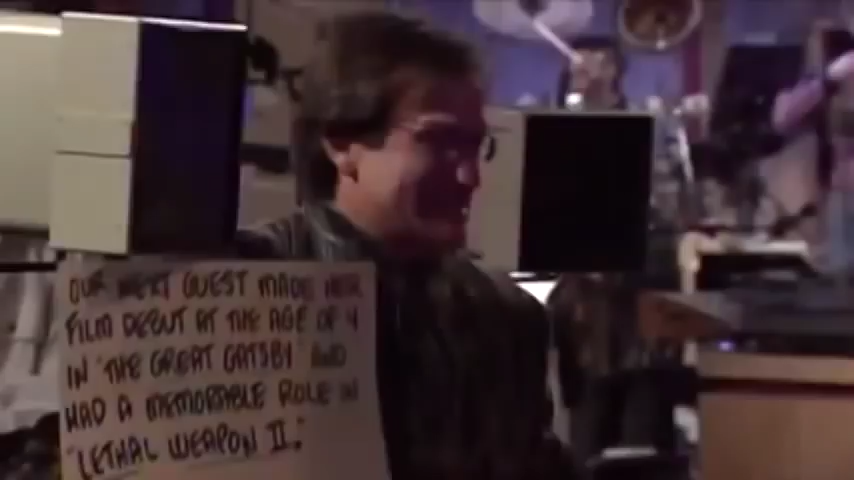 OUR NEXT GUEST MADE HER
FILM DEBUT AT THE AGE OF 4
IN "THE GREAT GATSBY" AND
HAD A MEMORABLE ROLE IN
"LETHAL WEAPON II."